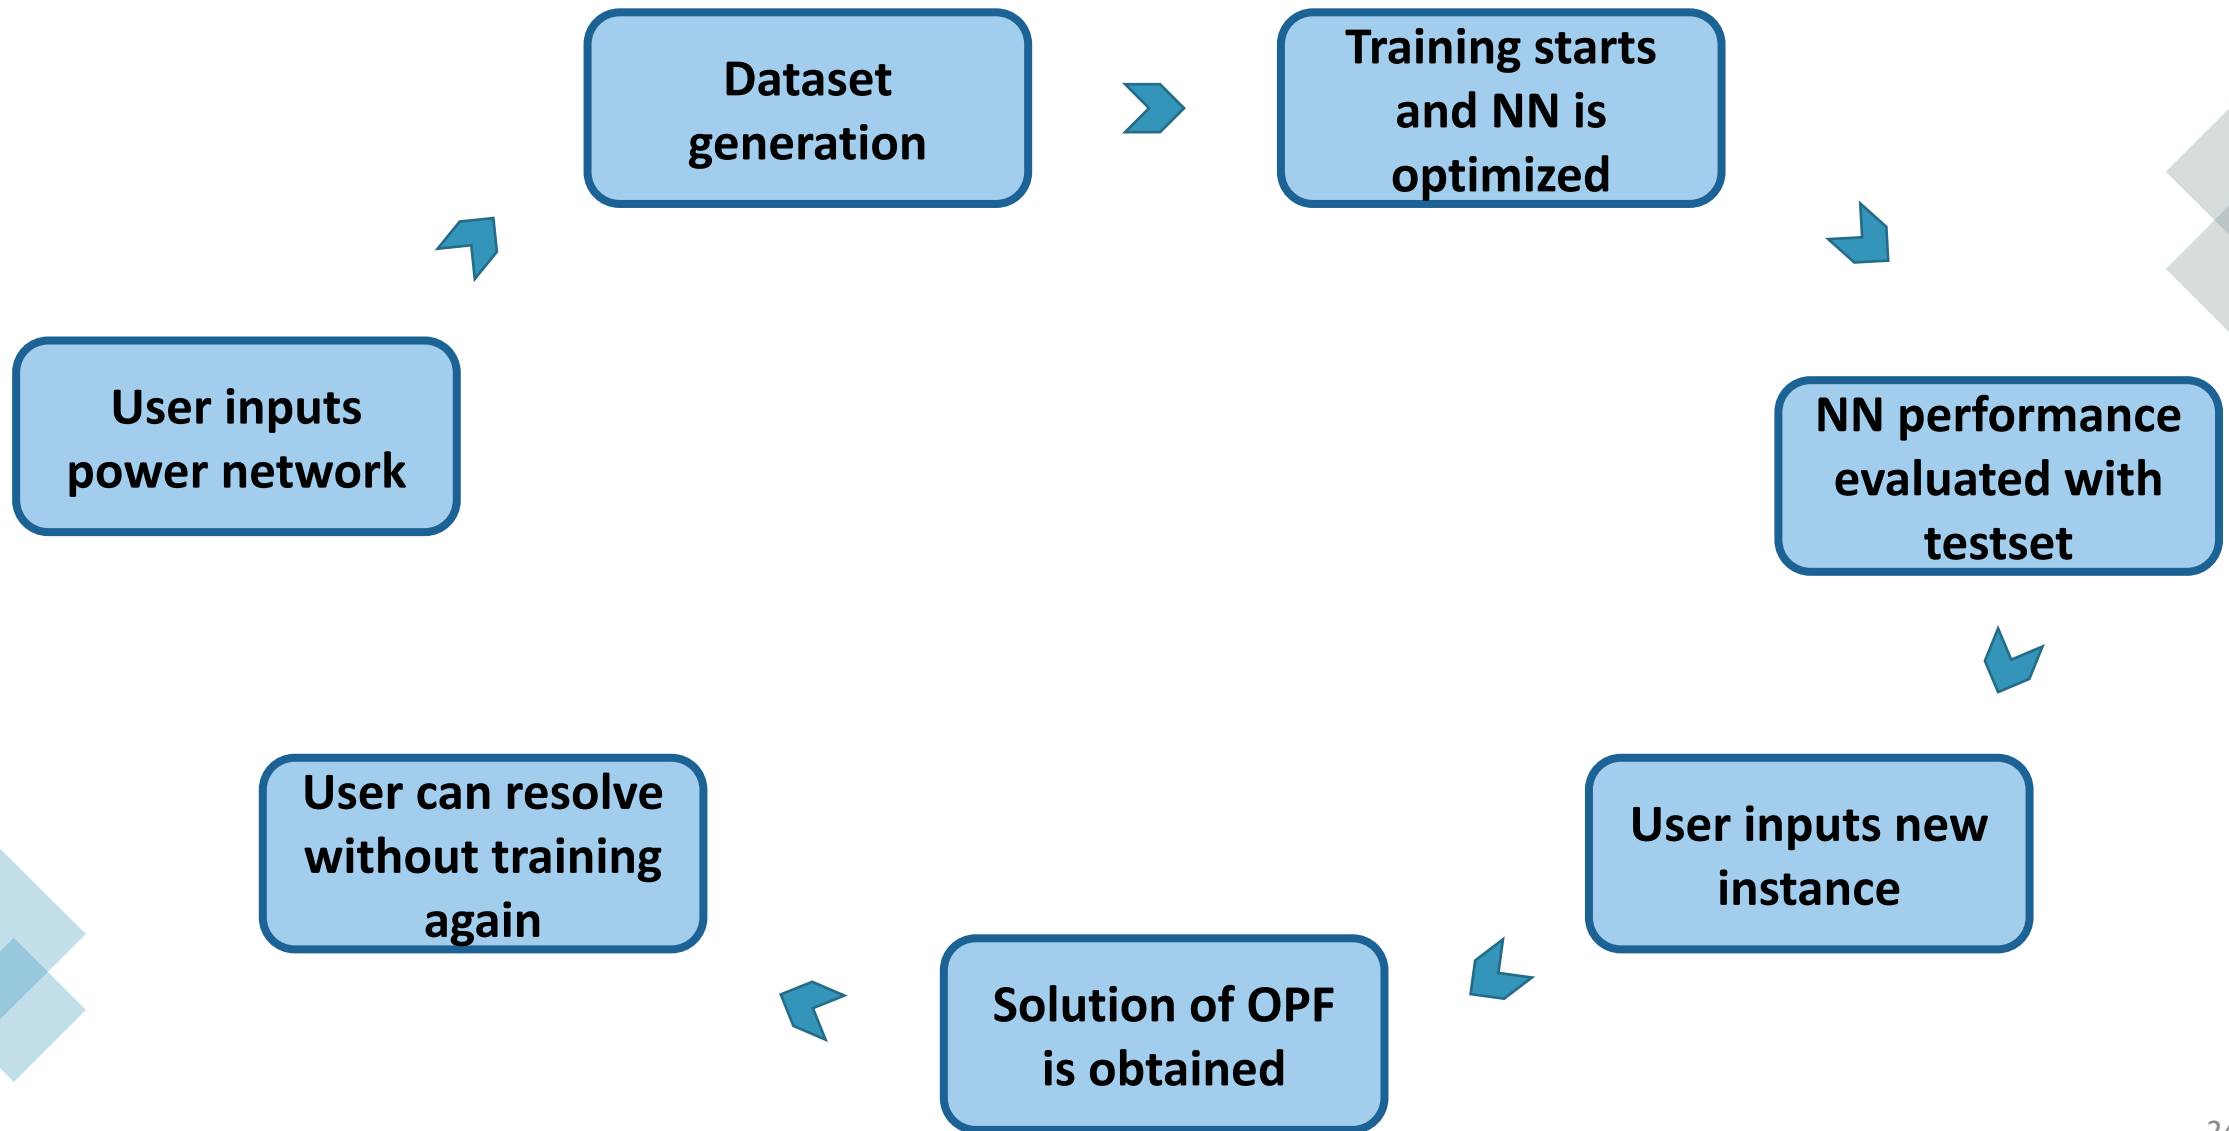 User inputs
power network
Dataset
generation
Training starts
and NN is
optimized
NN performance
evaluated with
testset
User inputs new
instance
Solution of OPF
is obtained
User can resolve
without training
again